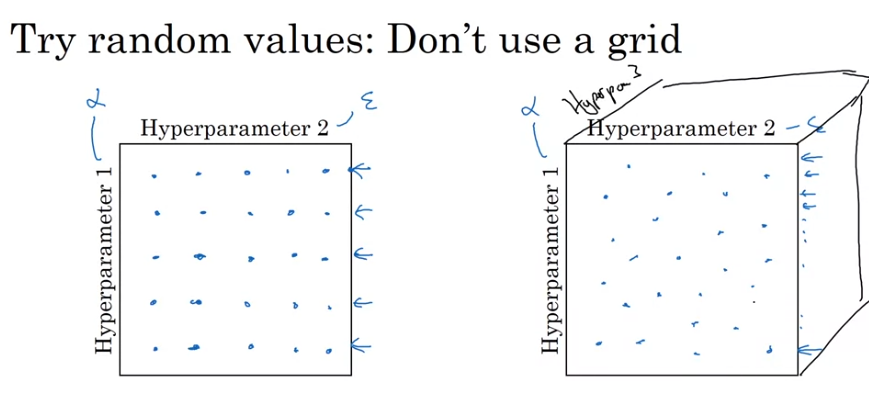 Try random values: Don't use a grid
α
ε
Hyperparameter 2
Hyperparameter 1
α
Hyperparam 3
Hyperparameter 2
ε
Hyperparameter 1